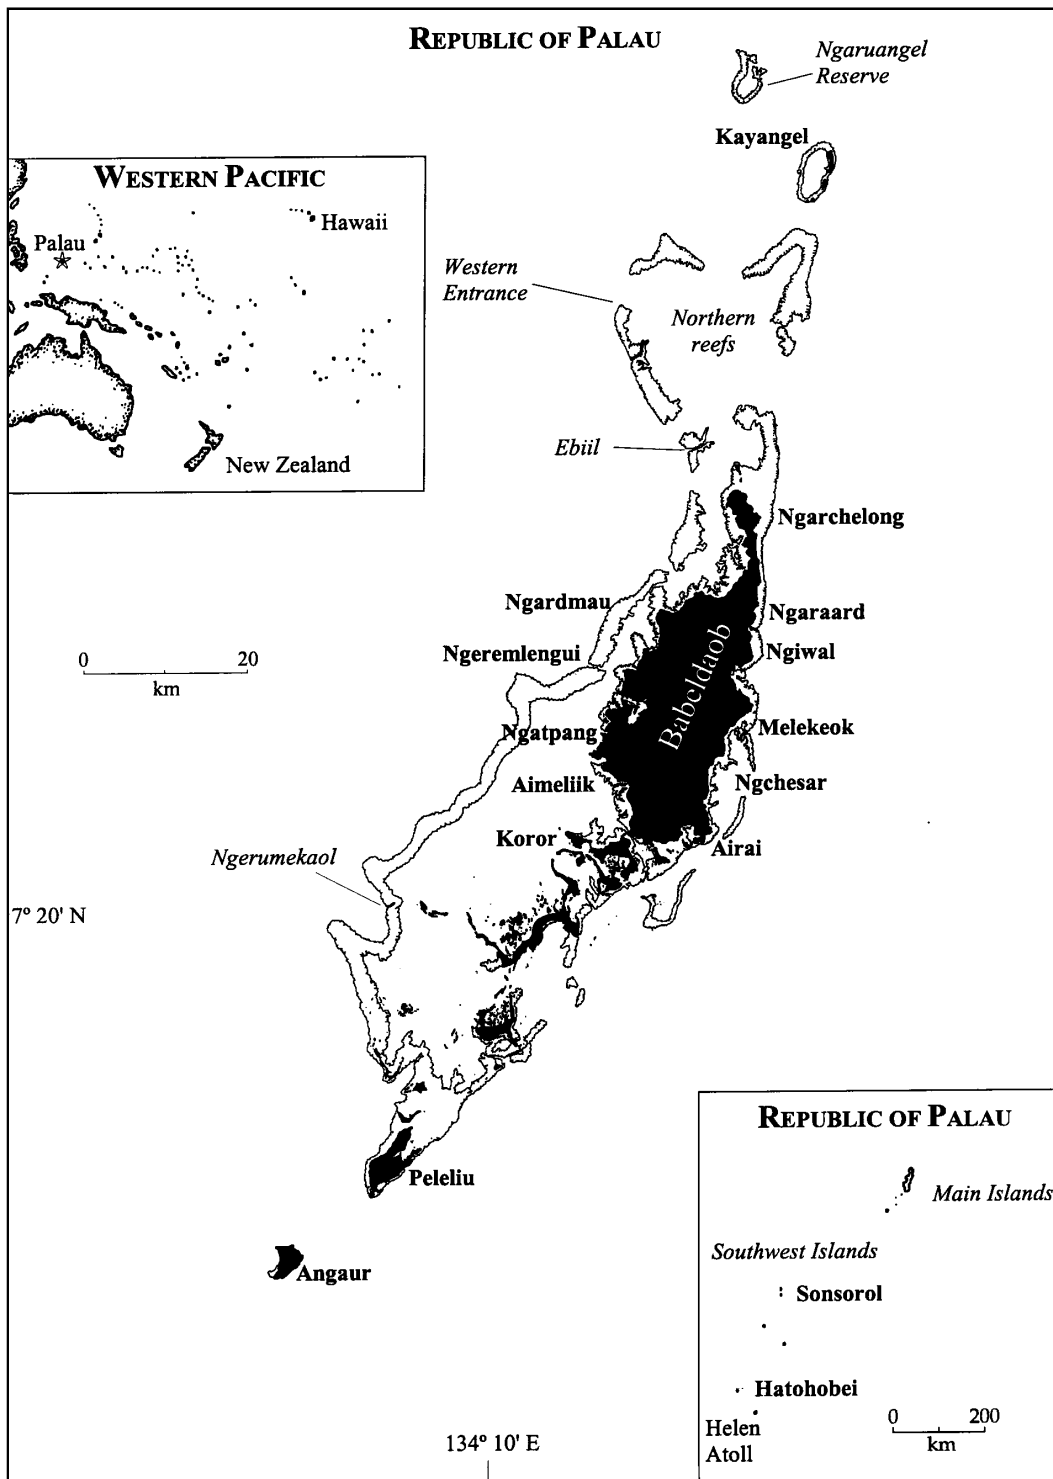 REPUBLIC OF PALAU
Ngaruangel
Reserve
Kayangel
WESTERN PACIFIC
Hawaii
Palau
New Zealand
Western
Entrance
Northern
reefs
Ebiil
Ngarchelong
Ngardmau
Ngaraard
Ngeremlengui
Ngiwal
0 20
km
Babeldaob
Ngatpang
Melekeok
Aimeliik
Ngchesar
Koror
Airai
Ngerumekaol
7° 20' N
Peleliu
Angaur
134° 10' E
REPUBLIC OF PALAU
Main Islands
Southwest Islands
Sonsorol
Hatohobei
Helen
Atoll
0 200
km